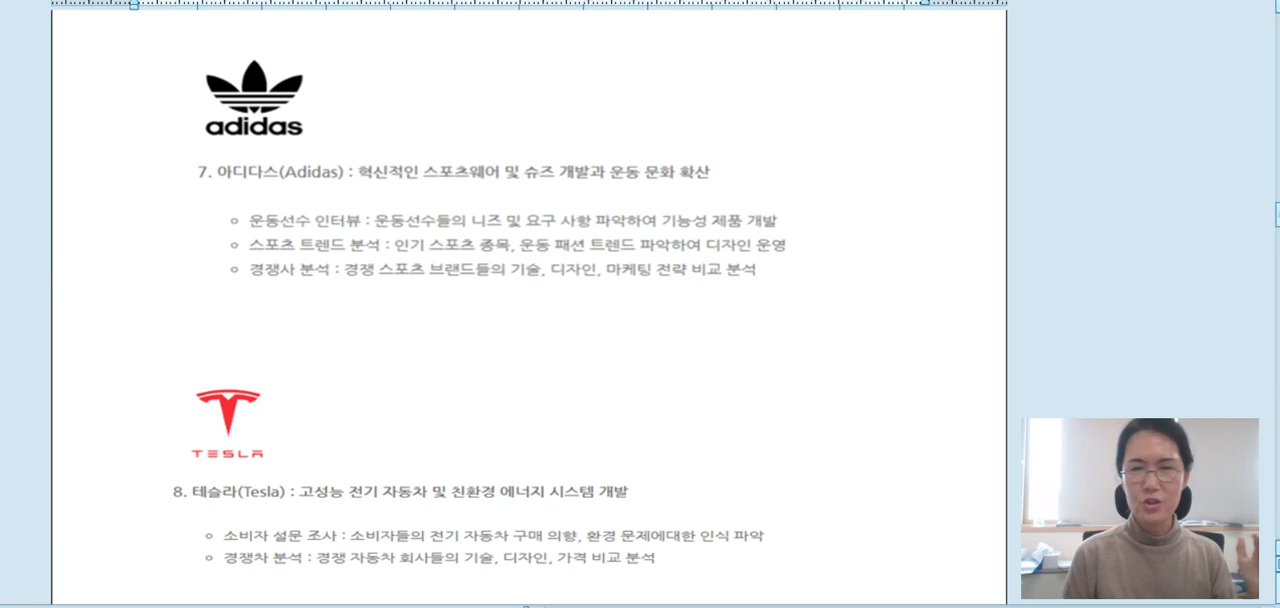 adidas
7. 아디다스(Adidas) : 혁신적인 스포츠웨어 및 슈즈 개발과 운동 문화 확산
○ 운동선수 인터뷰 : 운동선수들의 니즈 및 요구 사항 파악하여 기능성 제품 개발
○ 스포츠 트렌드 분석 : 인기 스포츠 종목, 운동 패션 트렌드 파악하여 디자인 운영
○ 경쟁사 분석 : 경쟁 스포츠 브랜드들의 기술, 디자인, 마케팅 전략 비교 분석
TESLA
8. 테슬라(Tesla) : 고성능 전기 자동차 및 친환경 에너지 시스템 개발
○ 소비자 설문 조사 : 소비자들의 전기 자동차 구매 의향, 환경 문제에대한 인식 파악
○ 경쟁차 분석 : 경쟁 자동차 회사들의 기술, 디자인, 가격 비교 분석